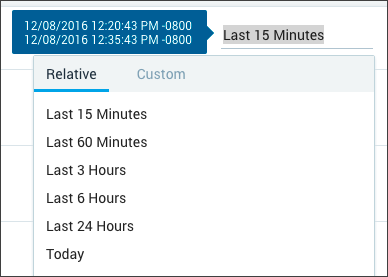 12/08/2016 12:20:43 PM -0800
12/08/2016 12:35:43 PM -0800
Last 15 Minutes
Relative
Custom
Last 15 Minutes
Last 60 Minutes
Last 3 Hours
Last 6 Hours
Last 24 Hours
Today